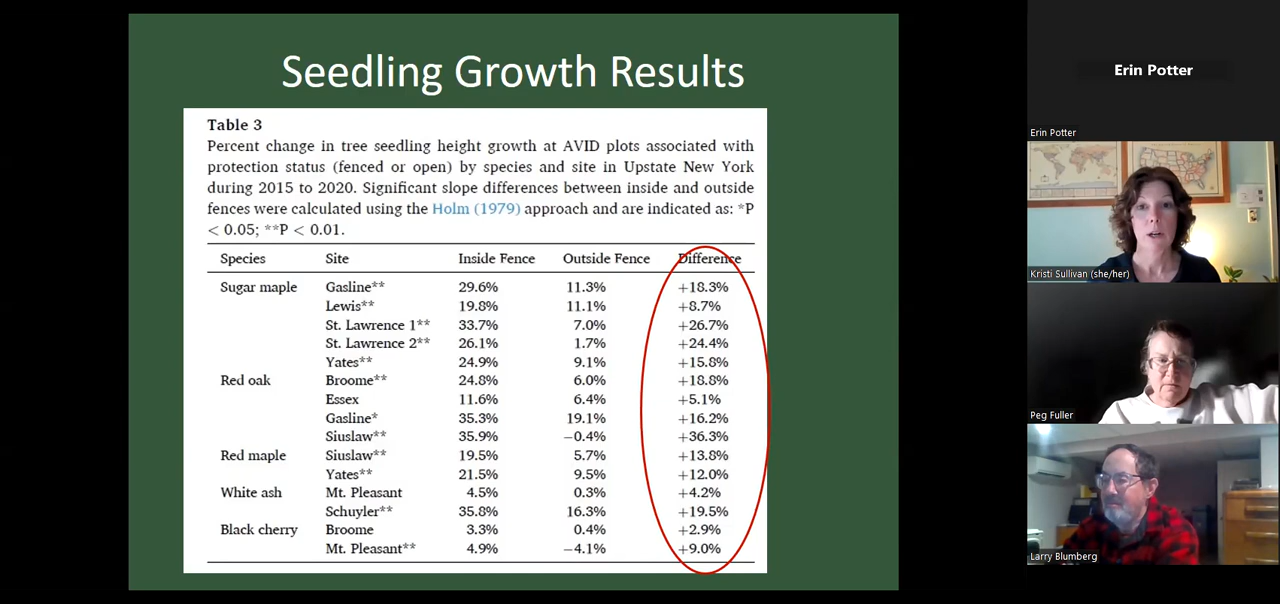 Seedling Growth Results
Table 3
Percent change in tree seedling height growth at AVID plots associated with
protection status (fenced or open) by species and site in Upstate New York
during 2015 to 2020. Significant slope differences between inside and outside
fences were calculated using the Holm (1979) approach and are indicated as: *P
< 0.05; **P < 0.01.
Species Site Inside Fence Outside Fence Difference
Sugar maple Gasline** 29.6% 11.3% +18.3%
Lewis** 19.8% 11.1% +8.7%
St. Lawrence 1** 33.7% 7.0% +26.7%
St. Lawrence 2** 26.1% 1.7% +24.4%
Yates** 24.9% 9.1% +15.8%
Red oak Broome** 24.8% 6.0% +18.8%
Essex 11.6% 6.4% +5.1%
Gasline* 35.3% 19.1% +16.2%
Siuslaw** 35.9% −0.4% +36.3%
Red maple Siuslaw** 19.5% 5.7% +13.8%
Yates** 21.5% 9.5% +12.0%
White ash Mt. Pleasant 4.5% 0.3% +4.2%
Schuyler** 35.8% 16.3% +19.5%
Black cherry Broome 3.3% 0.4% +2.9%
Mt. Pleasant** 4.9% −4.1% +9.0%
Erin Potter
Erin Potter
Kristi Sullivan (she/her)
Peg Fuller
Larry Blumberg